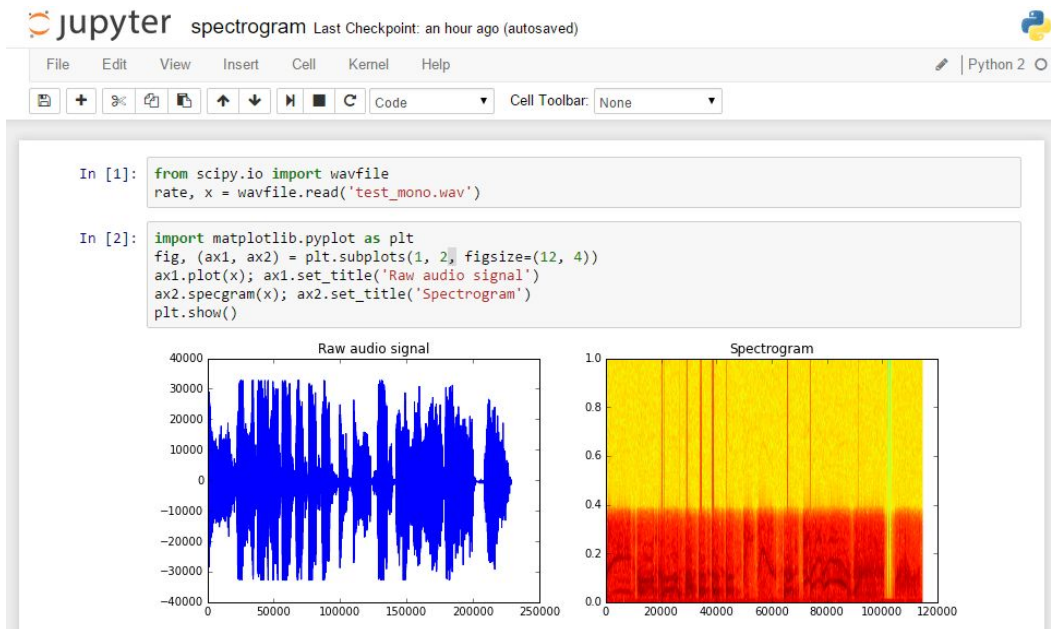 jupyter spectrogram Last Checkpoint: an hour ago (autosaved)
File Edit View Insert Cell Kernel Help Python 2
Code Cell Toolbar: None
In [1]: from scipy.io import wavfile
rate, x = wavfile.read('test_mono.wav')
In [2]: import matplotlib.pyplot as plt
fig, (ax1, ax2) = plt.subplots(1, 2, figsize=(12, 4))
ax1.plot(x); ax1.set_title('Raw audio signal')
ax2.specgram(x); ax2.set_title('Spectrogram')
plt.show()
Raw audio signal
40000
30000
20000
10000
0
−10000
−20000
−30000
−40000
0 50000 100000 150000 200000 250000
Spectrogram
1.0
0.8
0.6
0.4
0.2
0.0
0 20000 40000 60000 80000 100000 120000